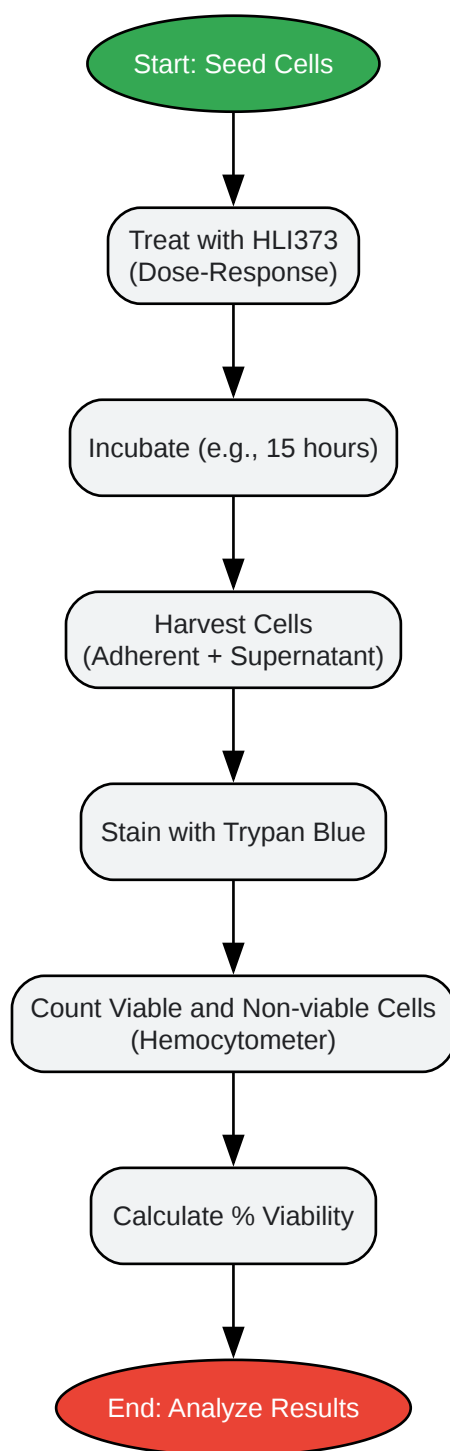 Start: Seed Cells
Treat with HLI373
(Dose-Response)
Incubate (e.g., 15 hours)
Harvest Cells
(Adherent + Supernatant)
Stain with Trypan Blue
Count Viable and Non-viable Cells
(Hemocytometer)
Calculate % Viability
End: Analyze Results